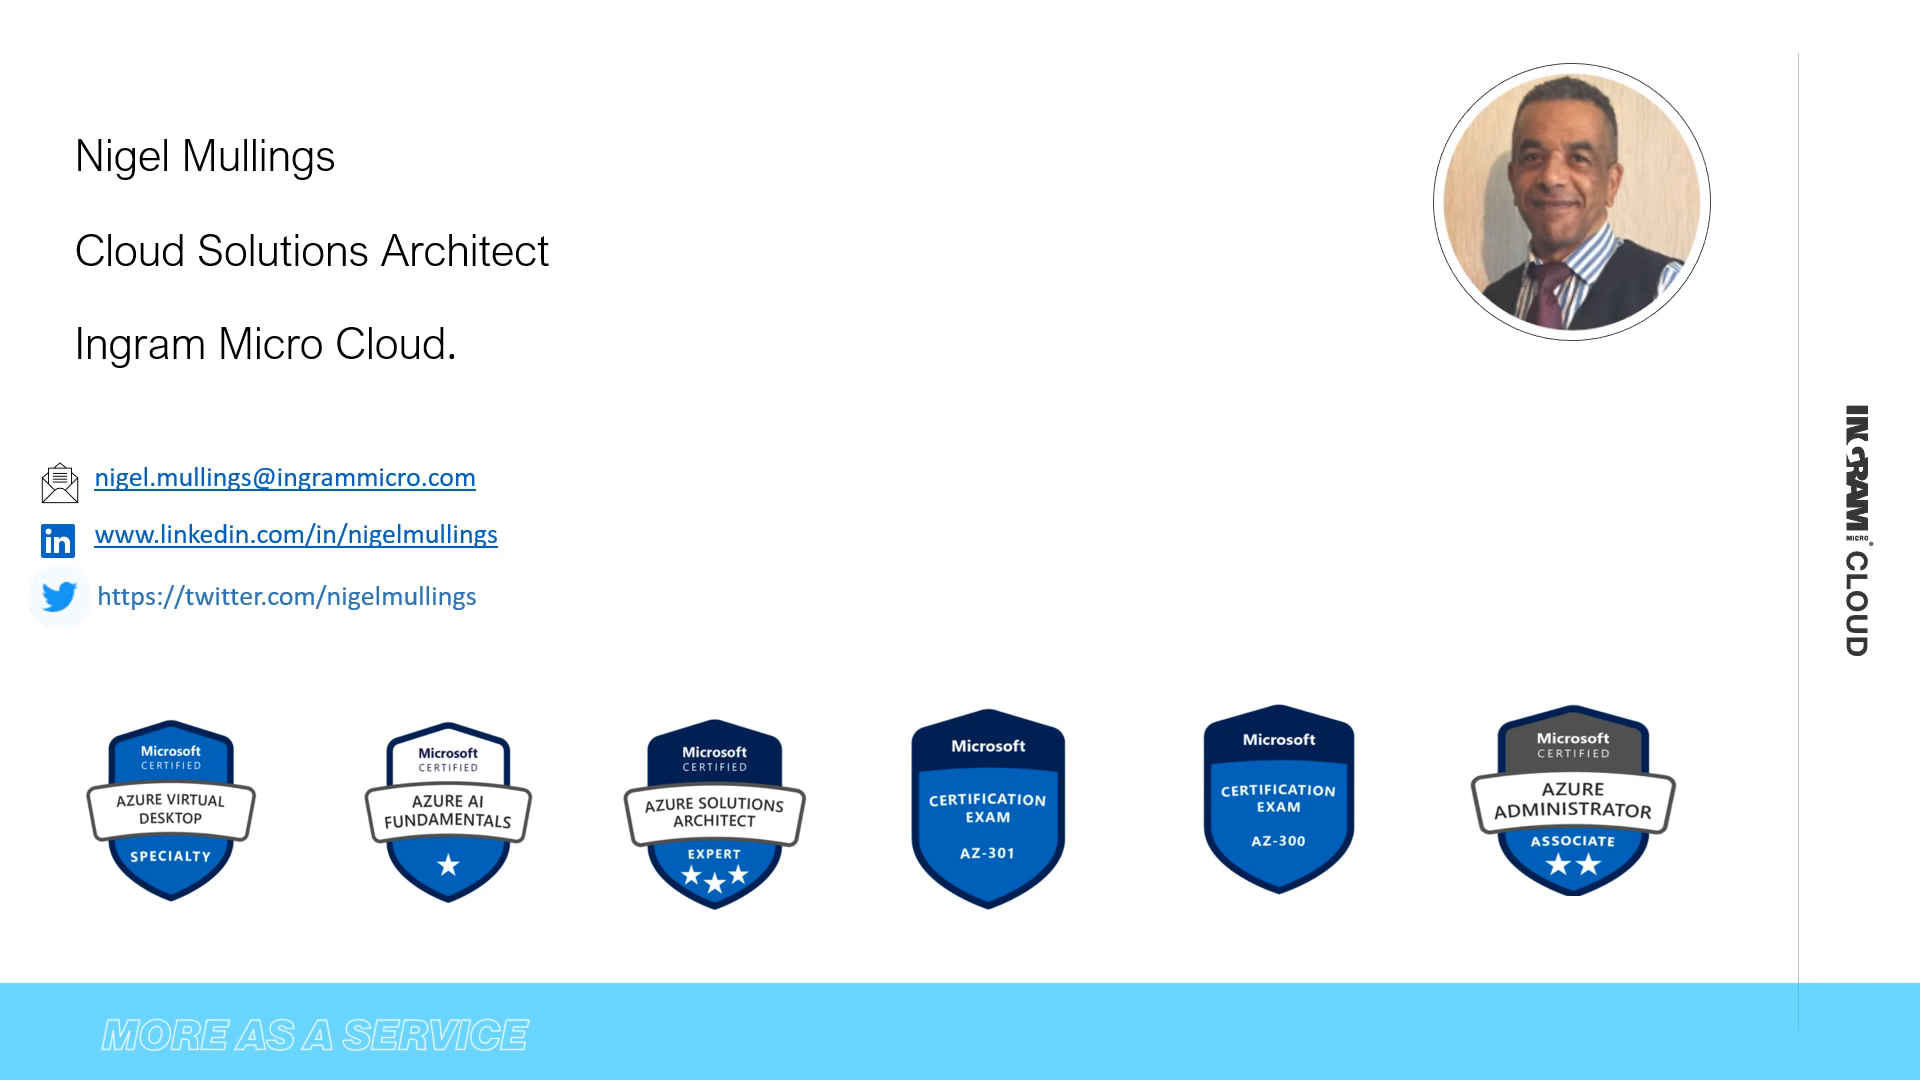 Nigel Mullings
Cloud Solutions Architect
Ingram Micro Cloud.
nigel.mullings@ingrammicro.com
in
www.linkedin.com/in/nigelmullings
https://twitter.com/nigelmullings
INGRAM
MICRO
CLOUD
Microsoft
CERTIFIED
AZURE VIRTUAL
DESKTOP
SPECIALTY
Microsoft
CERTIFIED
AZURE AI
FUNDAMENTALS
Microsoft
CERTIFIED
AZURE SOLUTIONS
ARCHITECT
EXPERT
Microsoft
CERTIFICATION
EXAM
AZ-301
Microsoft
CERTIFICATION
EXAM
AZ-300
Microsoft
CERTIFIED
AZURE
ADMINISTRATOR
ASSOCIATE
MORE AS A SERVICE